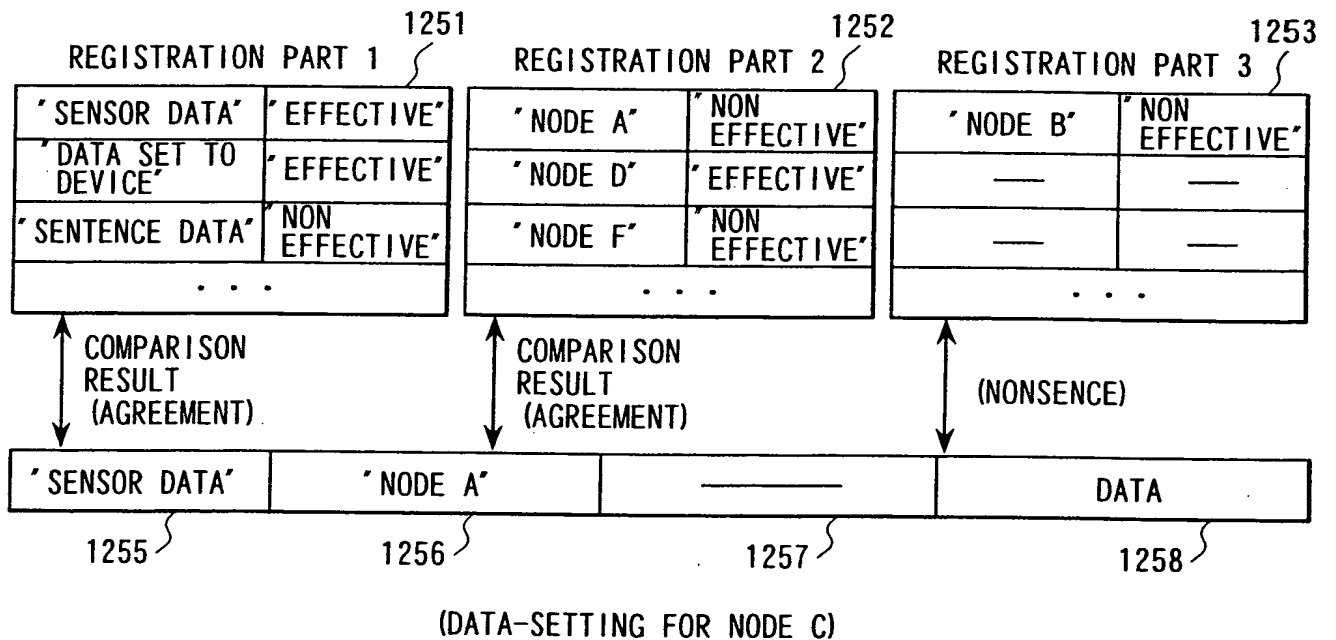 1251
1252
1253
REGISTRATION PART 1
REGISTRATION PART 2
REGISTRATION PART 3
"SENSOR DATA" "EFFECTIVE"
"DATA SET TO
DEVICE" "EFFECTIVE"
"SENTENCE DATA" "NON
EFFECTIVE"
. . .
"NODE A" "NON
EFFECTIVE"
"NODE D" "EFFECTIVE"
"NODE F" "NON
EFFECTIVE"
. . .
"NODE B" "NON
EFFECTIVE"
— —
— —
. . .
COMPARISON
RESULT
(AGREEMENT)
COMPARISON
RESULT
(AGREEMENT)
(NONSENCE)
"SENSOR DATA" "NODE A" — DATA
1255
1256
1257
1258
(DATA-SETTING FOR NODE C)